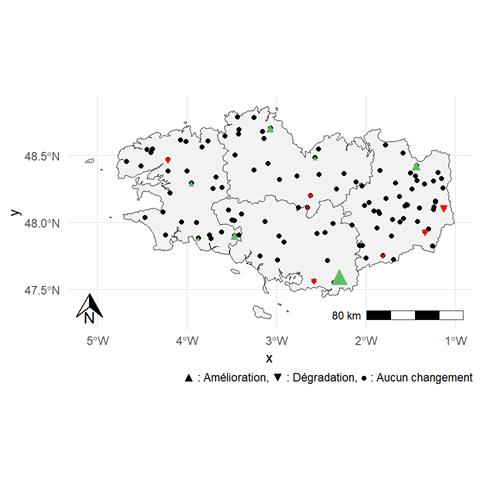 48.5°N
48.0°N
47.5°N
y
N
80 km
5°W 4°W 3°W 2°W 1°W
x
▲ : Amélioration, ▼ : Dégradation, ● : Aucun changement